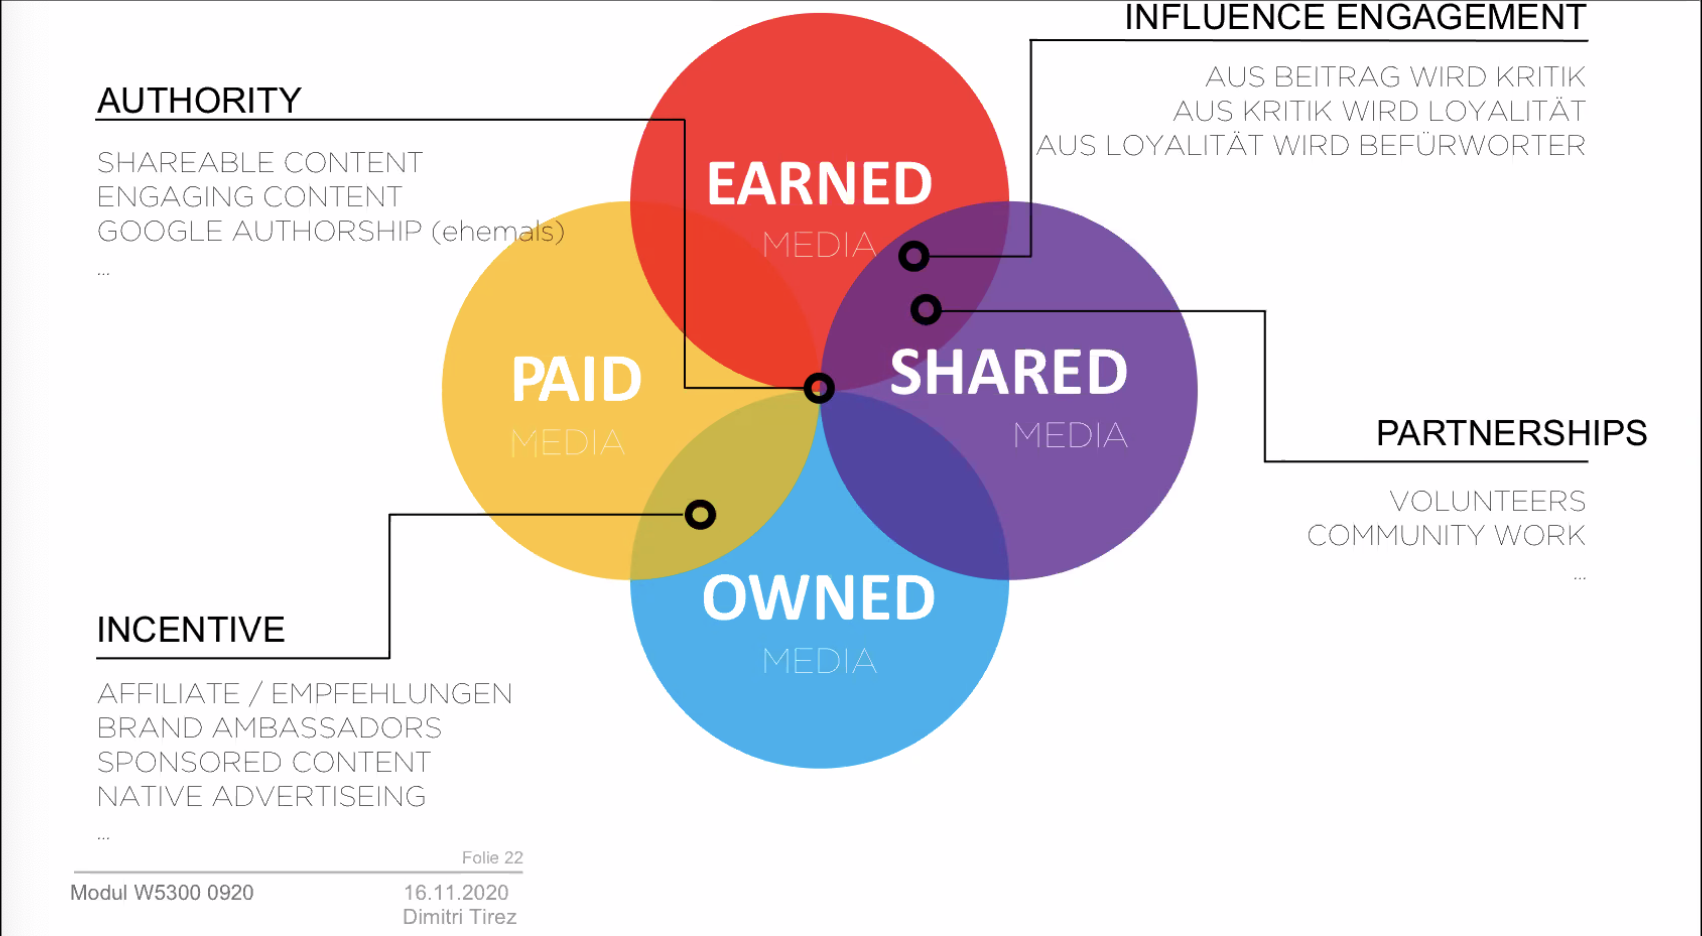 INFLUENCE ENGAGEMENT
AUS BEITRAG WIRD KRITIK
AUS KRITIK WIRD LOYALITÄT
AUS LOYALITÄT WIRD BEFÜRWORTER
AUTHORITY
SHAREABLE CONTENT
ENGAGING CONTENT
GOOGLE AUTHORSHIP (ehemals)
...
EARNED
MEDIA
PAID
MEDIA
SHARED
MEDIA
OWNED
MEDIA
PARTNERSHIPS
VOLUNTEERS
COMMUNITY WORK
...
INCENTIVE
AFFILIATE / EMPFEHLUNGEN
BRAND AMBASSADORS
SPONSORED CONTENT
NATIVE ADVERTISEING
...
Folie 22
Modul W5300 0920
16.11.2020
Dimitri Tirez